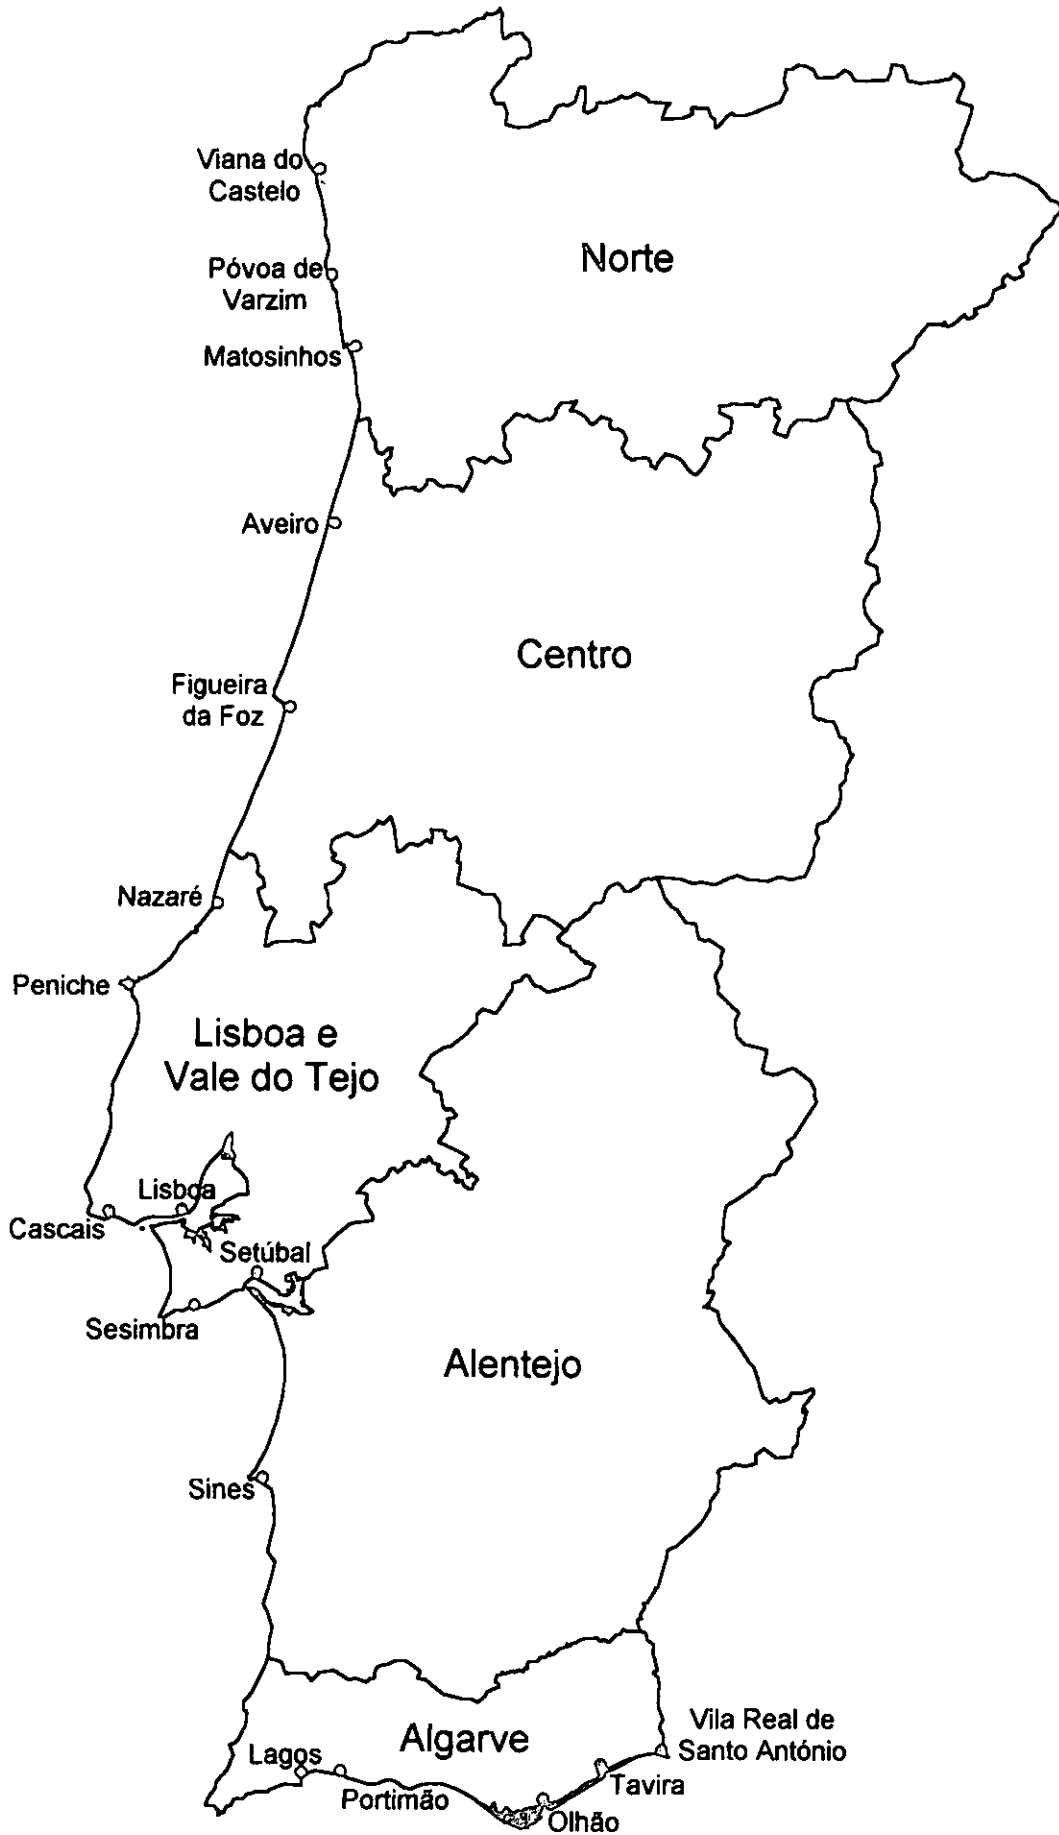 Viana do
Castelo
Norte
Póvoa de
Varzim
Matosinhos
Aveiro
Centro
Figueira
da Foz
Nazaré
Peniche
Lisboa e
Vale do Tejo
Lisboa
Cascais
Setúbal
Sesimbra
Alentejo
Sines
Algarve
Vila Real de
Santo António
Lagos
Tavira
Portimão
Olhão